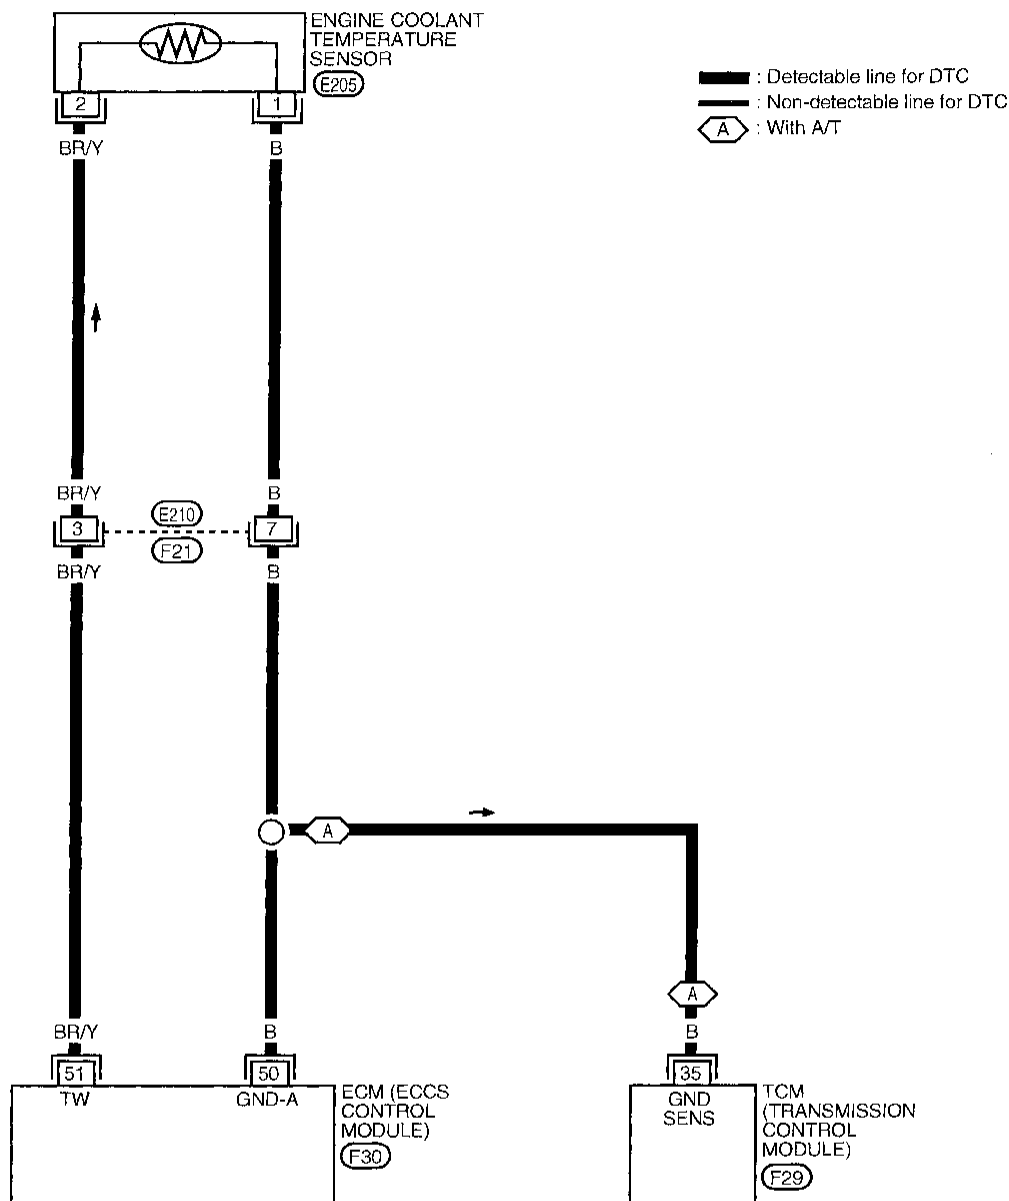 ENGINE COOLANT
TEMPERATURE
SENSOR
E205
2
1
BR/Y
B
: Detectable line for DTC
: Non-detectable line for DTC
A : With A/T
BR/Y
B
3
E210
F21
7
BR/Y
B
A
A
BR/Y
B
B
51
50
35
TW
GND-A
ECM (ECCS
CONTROL
MODULE)
F30
GND
SENS
TCM
(TRANSMISSION
CONTROL
MODULE)
F29